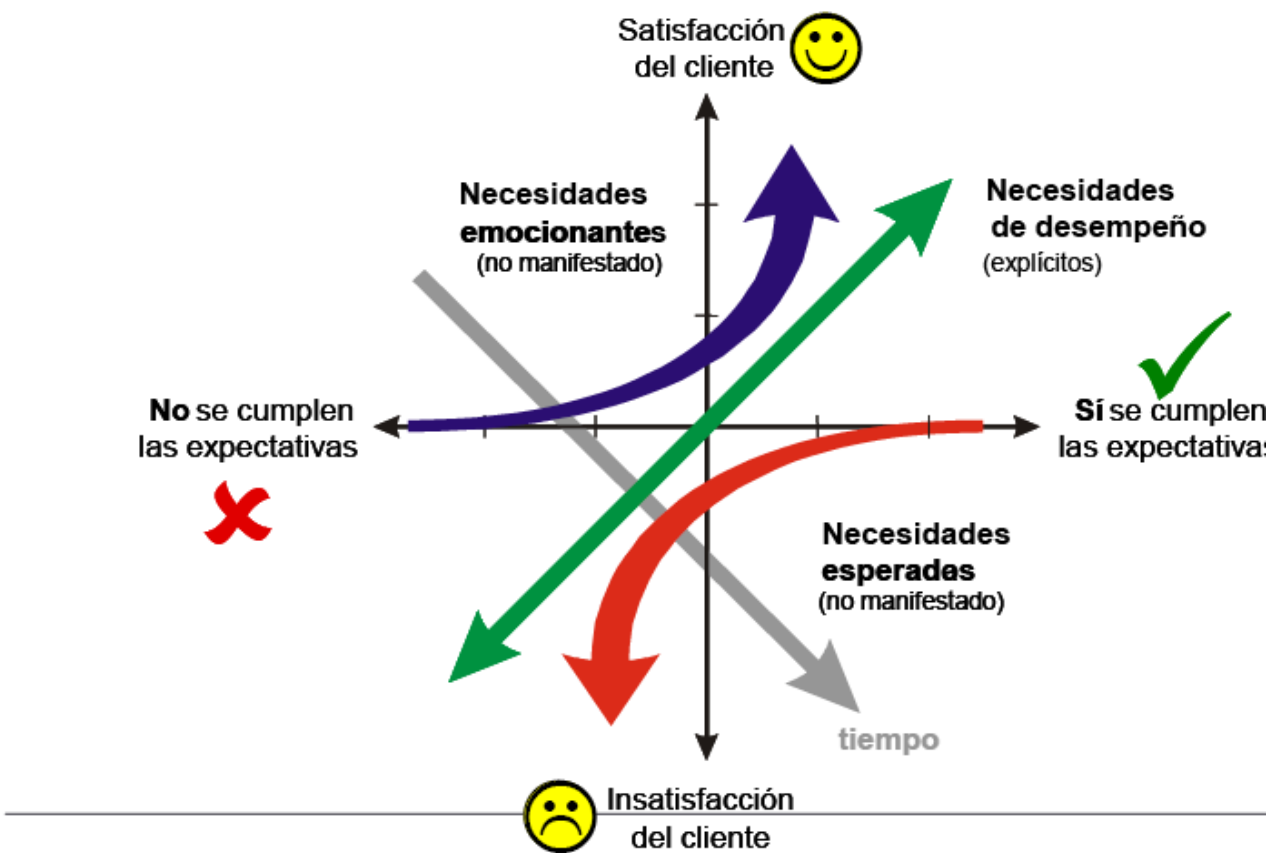 Satisfacción
del cliente
Necesidades
emocionantes
(no manifestado)
Necesidades
de desempeño
(explícitos)
No se cumplen
las expectativas
Sí se cumplen
las expectativas
Necesidades
esperadas
(no manifestado)
tiempo
Insatisfacción
del cliente